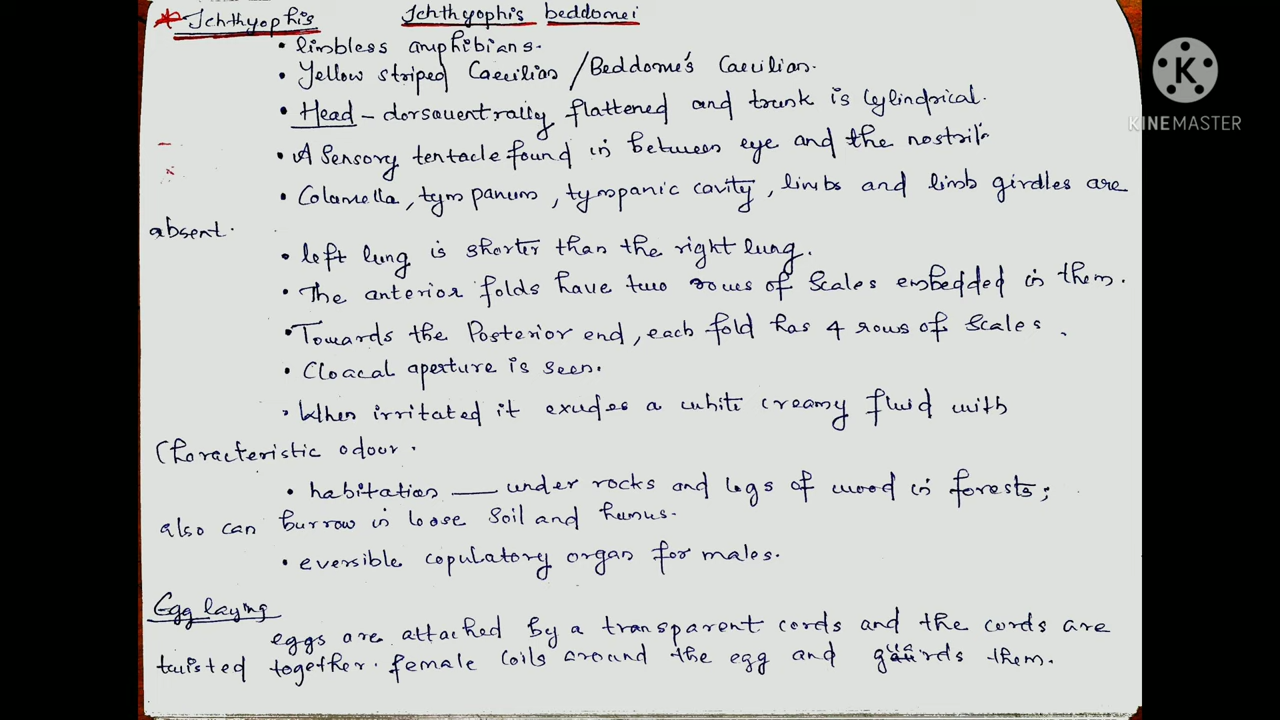 * Ichthyophis Ichthyophis beddomei
• limbless amphibians.
• Yellow striped Caecilian / Beddome's Caecilian.
• Head – dorsoventrally flattened and trunk is cylindrical.
• A sensory tentacle found in between eye and the nostril
• Columella, tympanum, tympanic cavity, limbs and limb girdles are
absent.
• left lung is shorter than the right lung.
• The anterior folds have two rows of scales embedded in them.
• Towards the Posterior end, each fold has 4 rows of scales.
• Cloacal aperture is seen.
• When irritated it exudes a white creamy fluid with
Characteristic odour.
• habitation — under rocks and logs of wood in forests;
also can burrow in loose soil and humus.
• eversible copulatory organ for males.
Egg laying
eggs are attached by a transparent cords and the cords are
twisted together. female coils around the egg and guards them.
K
KINEMASTER